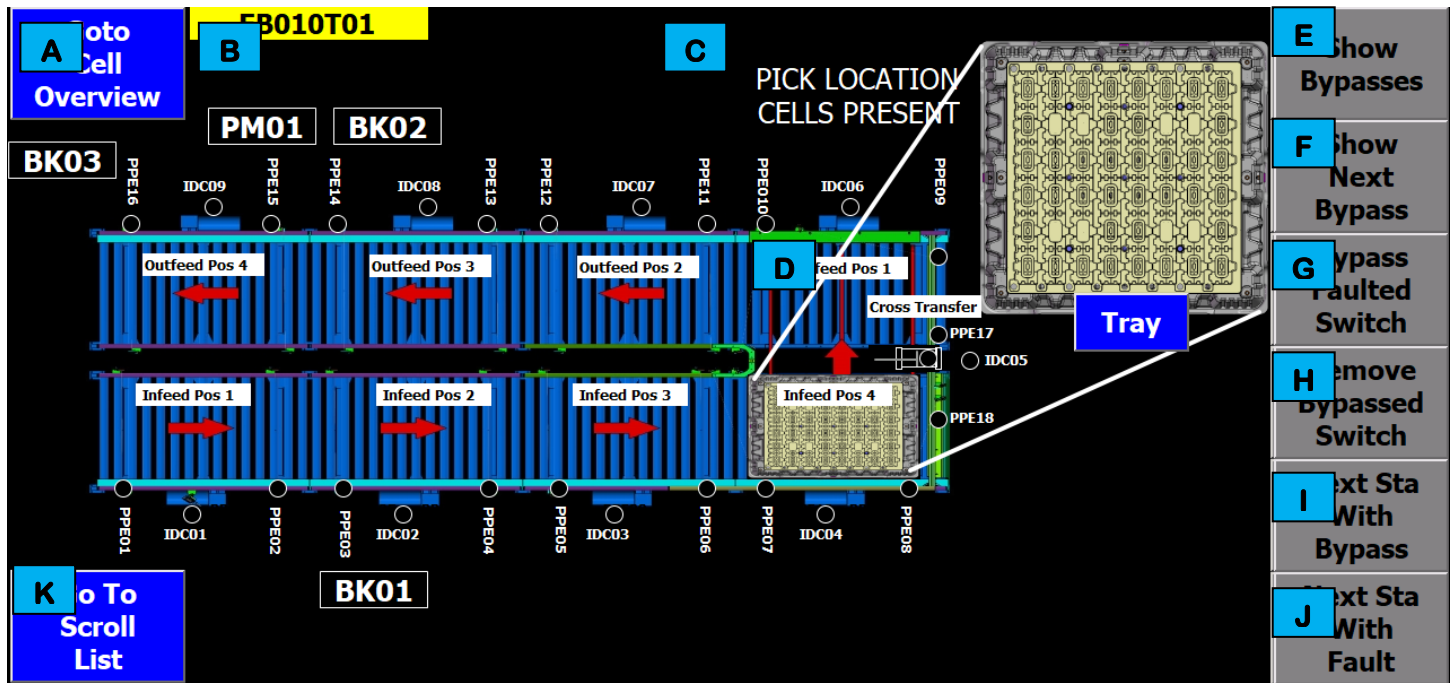 A
oto
Cell
Overview
B
EB010T01
C
PICK LOCATION
CELLS PRESENT
E
Show
Bypasses
PM01
BK02
BK03
F
Show
Next
Bypass
PPE16
IDC09
PPE15
PPE14
IDC08
PPE13
PPE12
IDC07
PPE11
PPE010
IDC06
PPE09
Outfeed Pos 4
Outfeed Pos 3
Outfeed Pos 2
D
feed Pos 1
G
ypass
Faulted
Switch
Cross Transfer
Tray
PPE17
IDC05
Infeed Pos 1
Infeed Pos 2
Infeed Pos 3
Infeed Pos 4
PPE18
H
emove
Bypassed
Switch
PPE01
IDC01
PPE02
PPE03
IDC02
PPE04
PPE05
IDC03
PPE06
PPE07
IDC04
PPE08
I
ext Sta
With
Bypass
BK01
K
o To
Scroll
List
J
Next Sta
With
Fault